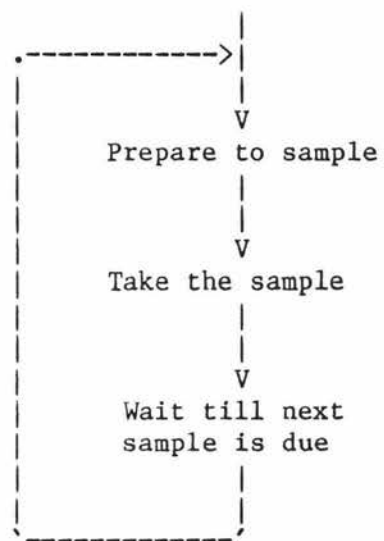 Prepare to sample
Take the sample
Wait till next
sample is due